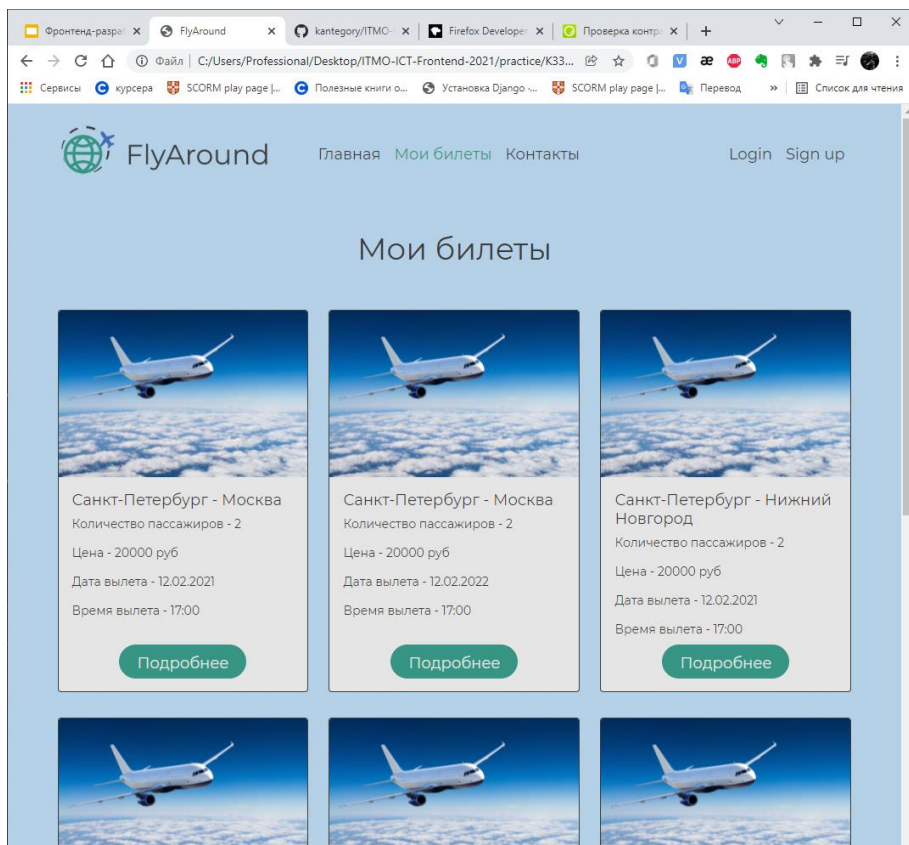 Фронтенд-разра
FlyAround
kantegory/ITMO-
Firefox Developer
Проверка контр
Файл | C:/Users/Professional/Desktop/ITMO-ICT-Frontend-2021/practice/K33...
Сервисы
курсера
SCORM play page |...
Полезные книги о...
Установка Django -...
SCORM play page |...
Перевод
»
Список для чтения
FlyAround
Главная Мои билеты Контакты
Login Sign up
Мои билеты
Санкт-Петербург - Москва
Количество пассажиров - 2
Цена - 20000 руб
Дата вылета - 12.02.2021
Время вылета - 17:00
Подробнее
Санкт-Петербург - Москва
Количество пассажиров - 2
Цена - 20000 руб
Дата вылета - 12.02.2022
Время вылета - 17:00
Подробнее
Санкт-Петербург - Нижний
Новгород
Количество пассажиров - 2
Цена - 20000 руб
Дата вылета - 12.02.2021
Время вылета - 17:00
Подробнее